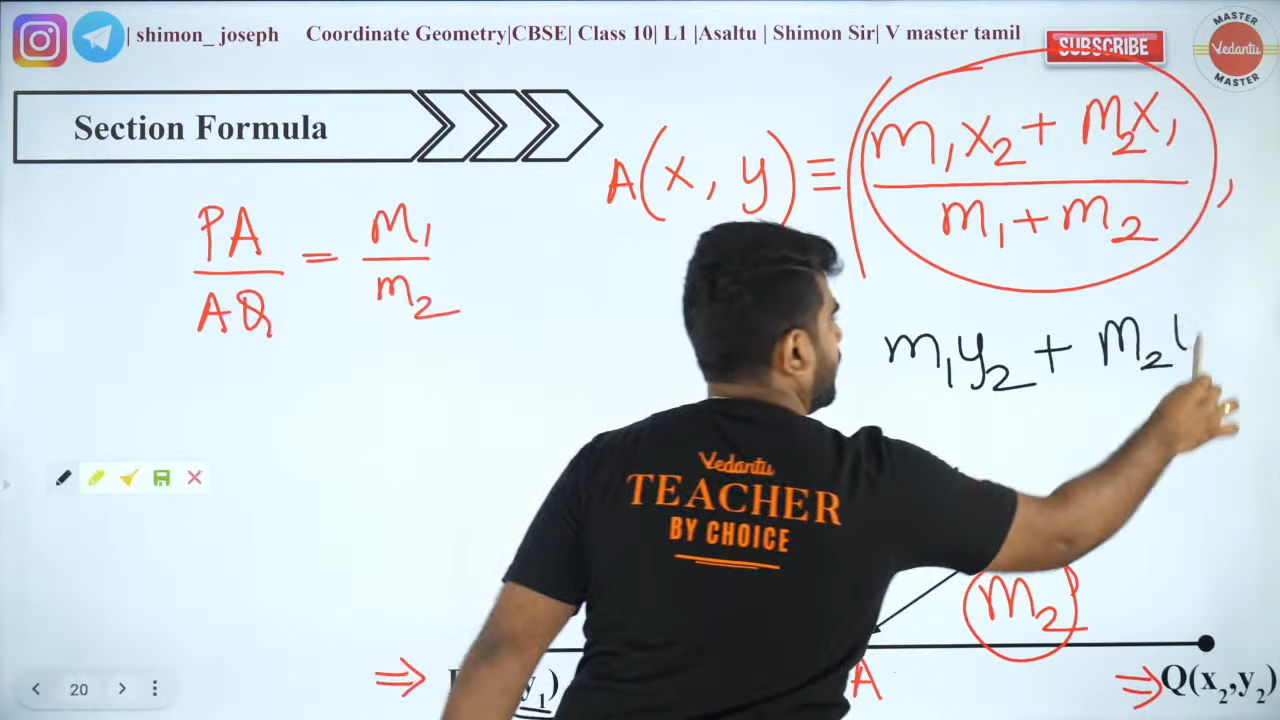 | shimon_ joseph Coordinate Geometry|CBSE| Class 10| L1 |Asaltu | Shimon Sir| V master tamil
SUBSCRIBE
MASTER
Vedantu
MASTER
Section Formula
A(x, y) ≡ (m₁x₂ + m₂x₁ / m₁ + m₂ ,
PA / AQ = m₁ / m₂
m₁y₂ + m₂
Vedantu
TEACHER
BY CHOICE
m₂
⇒ y₁) A ⇒ Q(x₂,y₂)
20